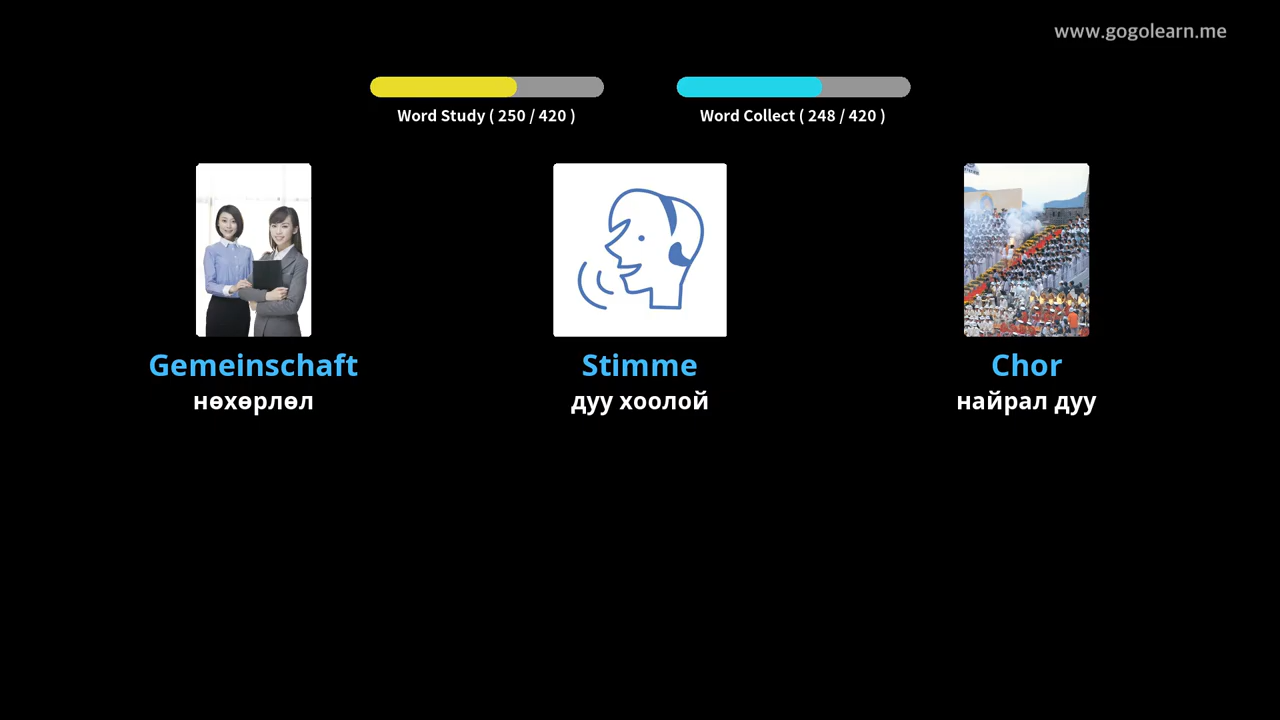 www.gogolearn.me
Word Study ( 250 / 420 )
Word Collect ( 248 / 420 )
Gemeinschaft
нөхөрлөл
Stimme
дуу хоолой
Chor
найрал дуу